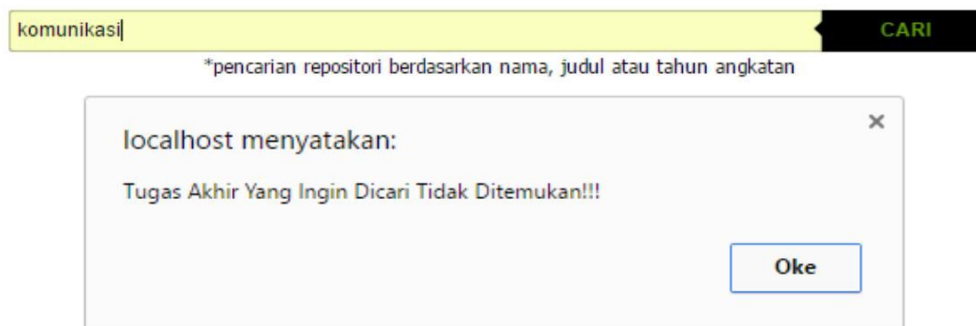 komunikasi
CARI
*pencarian repositori berdasarkan nama, judul atau tahun angkatan
localhost menyatakan:
Tugas Akhir Yang Ingin Dicari Tidak Ditemukan!!!
Oke